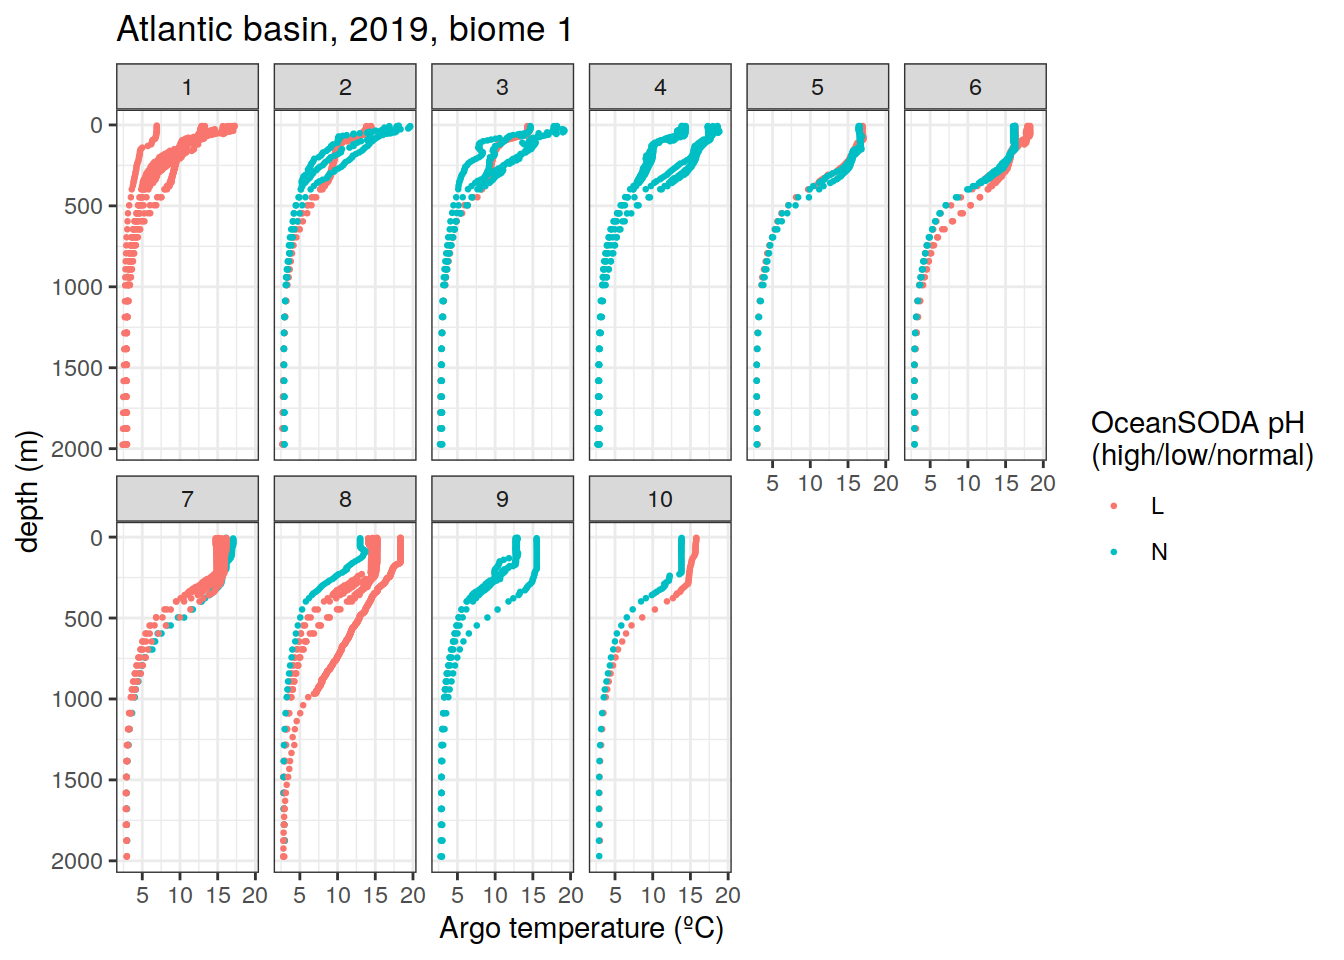 Atlantic basin, 2019, biome 1
1 2 3 4 5 6
0
500
1000
1500
2000
5 10 15 20 5 10 15 20
7 8 9 10
0
500
1000
1500
2000
5 10 15 20 5 10 15 20 5 10 15 20 5 10 15 20
depth (m)
Argo temperature (ºC)
OceanSODA pH
(high/low/normal)
L
N